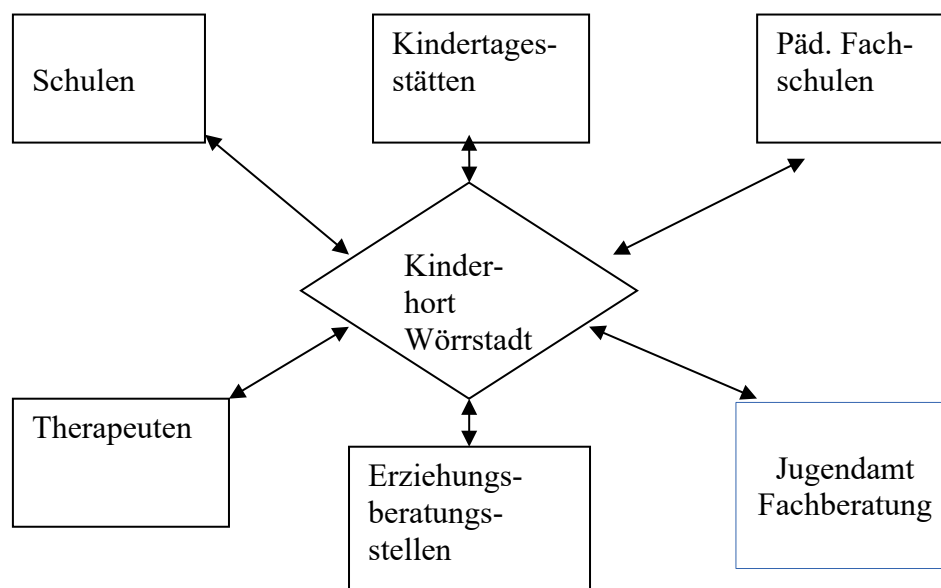 Schulen
Kindertages-
stätten
Päd. Fach-
schulen
Kinder-
hort
Wörrstadt
Therapeuten
Erziehungs-
beratungs-
stellen
Jugendamt
Fachberatung